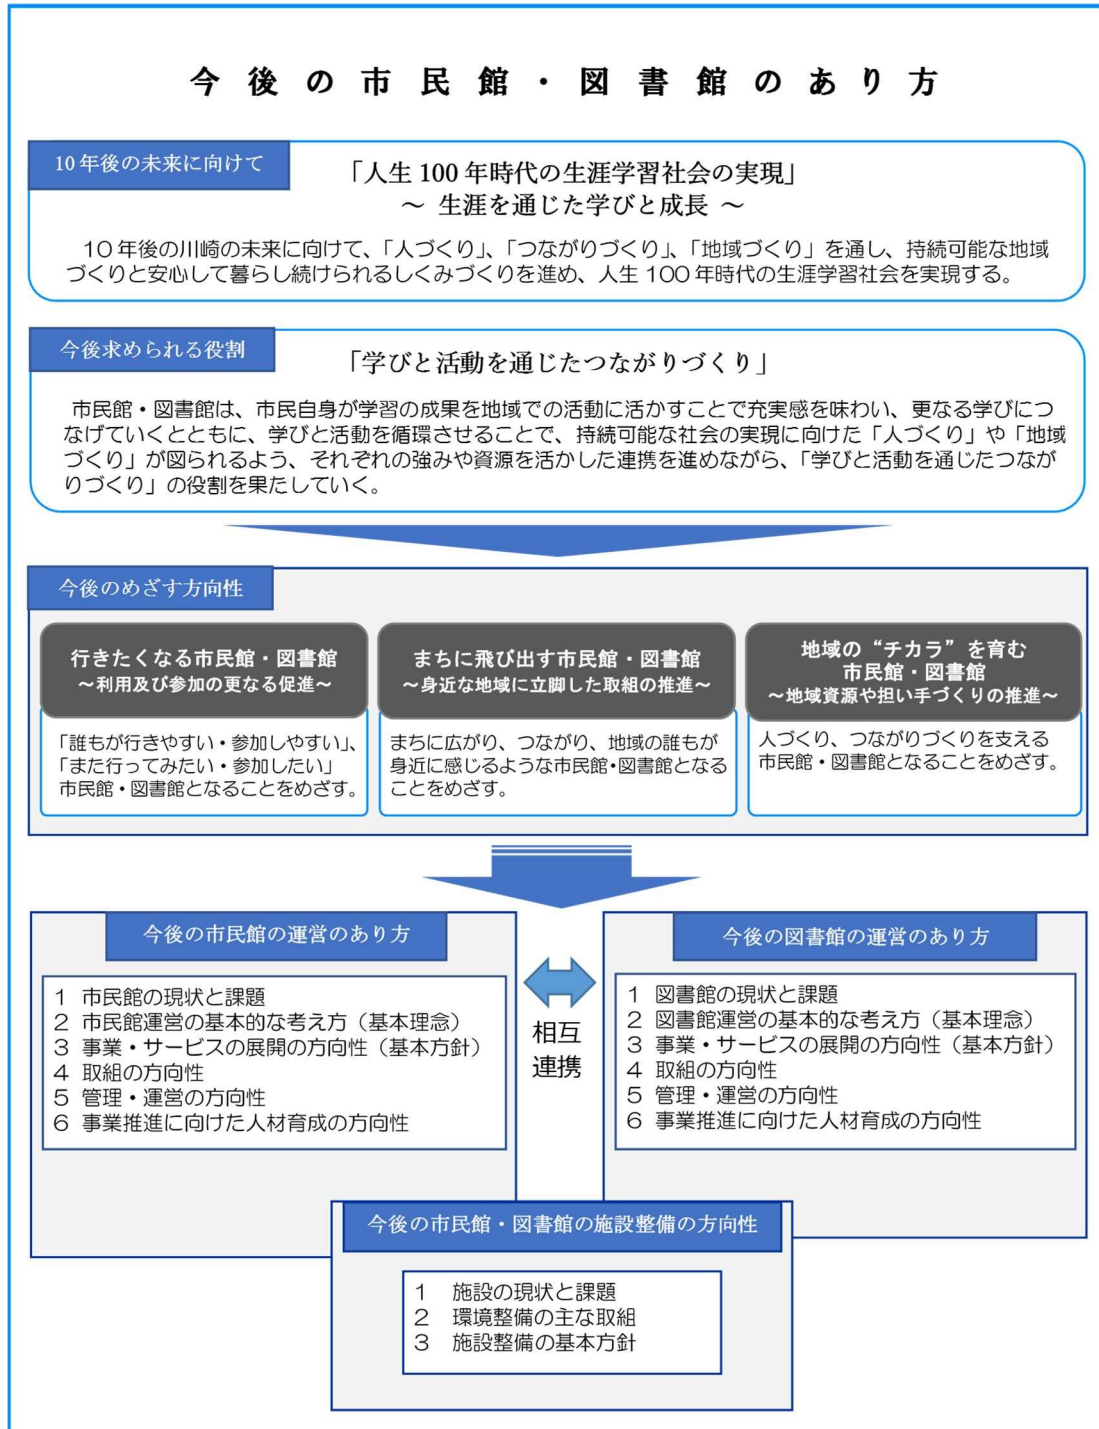 今後の市民館・図書館のあり方
10年後の未来に向けて
「人生100年時代の生涯学習社会の実現」
～ 生涯を通じた学びと成長 ～
10年後の川崎の未来に向けて、「人づくり」、「つながりづくり」、「地域づくり」を通し、持続可能な地域
づくりと安心して暮らし続けられるしくみづくりを進め、人生100年時代の生涯学習社会を実現する。
今後求められる役割
「学びと活動を通じたつながりづくり」
市民館・図書館は、市民自身が学習の成果を地域での活動に活かすことで充実感を味わい、更なる学びにつ
なげていくとともに、学びと活動を循環させることで、持続可能な社会の実現に向けた「人づくり」や「地域
づくり」が図られるよう、それぞれの強みや資源を活かした連携を進めながら、「学びと活動を通じたつなが
りづくり」の役割を果たしていく。
今後のめざす方向性
行きたくなる市民館・図書館
～利用及び参加の更なる促進～
「誰もが行きやすい・参加しやすい」、
「また行ってみたい・参加したい」
市民館・図書館となることをめざす。
まちに飛び出す市民館・図書館
～身近な地域に立脚した取組の推進～
まちに広がり、つながり、地域の誰もが
身近に感じるような市民館・図書館となる
ことをめざす。
地域の“チカラ”を育む
市民館・図書館
～地域資源や担い手づくりの推進～
人づくり、つながりづくりを支える
市民館・図書館となることをめざす。
今後の市民館の運営のあり方
1 市民館の現状と課題
2 市民館運営の基本的な考え方（基本理念）
3 事業・サービスの展開の方向性（基本方針）
4 取組の方向性
5 管理・運営の方向性
6 事業推進に向けた人材育成の方向性
相互
連携
今後の図書館の運営のあり方
1 図書館の現状と課題
2 図書館運営の基本的な考え方（基本理念）
3 事業・サービスの展開の方向性（基本方針）
4 取組の方向性
5 管理・運営の方向性
6 事業推進に向けた人材育成の方向性
今後の市民館・図書館の施設整備の方向性
1 施設の現状と課題
2 環境整備の主な取組
3 施設整備の基本方針